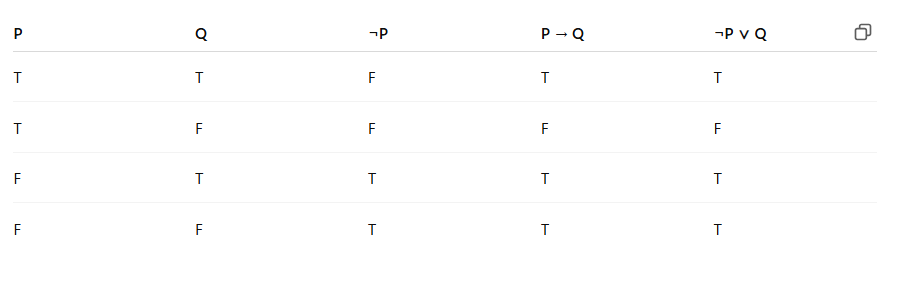 P Q ¬P P → Q ¬P ∨ Q
T T F T T
T F F F F
F T T T T
F F T T T